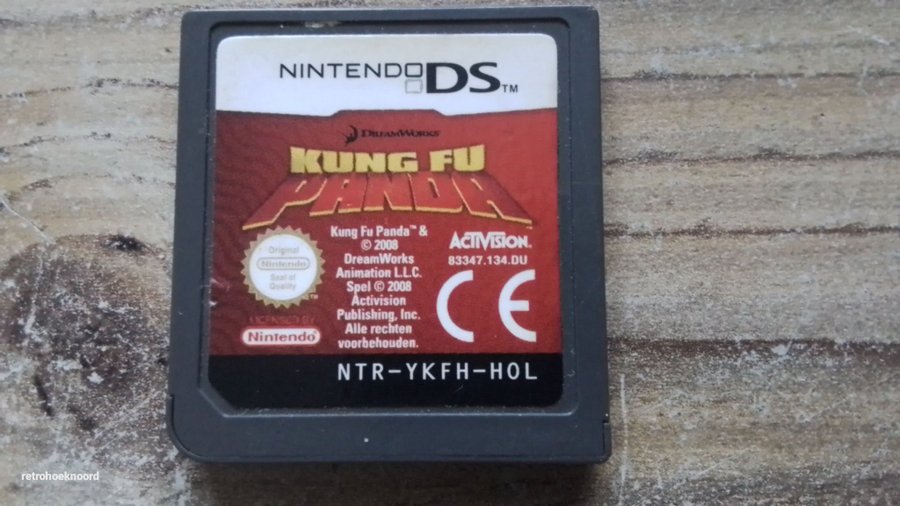 NINTENDO DS™
DREAMWORKS
KUNG FU
PANDA
Kung Fu Panda™ &
© 2008
DreamWorks
Animation L.L.C.
Spel © 2008
Activision
Publishing, Inc.
Alle rechten
voorbehouden.
Original
Nintendo
Seal of
Quality
TM
LICENSED BY
Nintendo
ACTIVISION.
83347.134.DU
CE
NTR-YKFH-HOL
retrohoeknoord